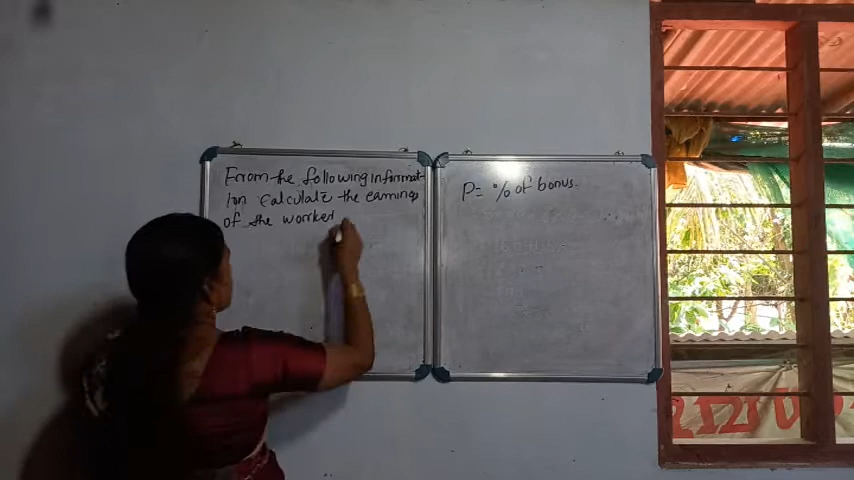 From the following informat-
ion calculate the earnings
of the worker
P= % of bonus.